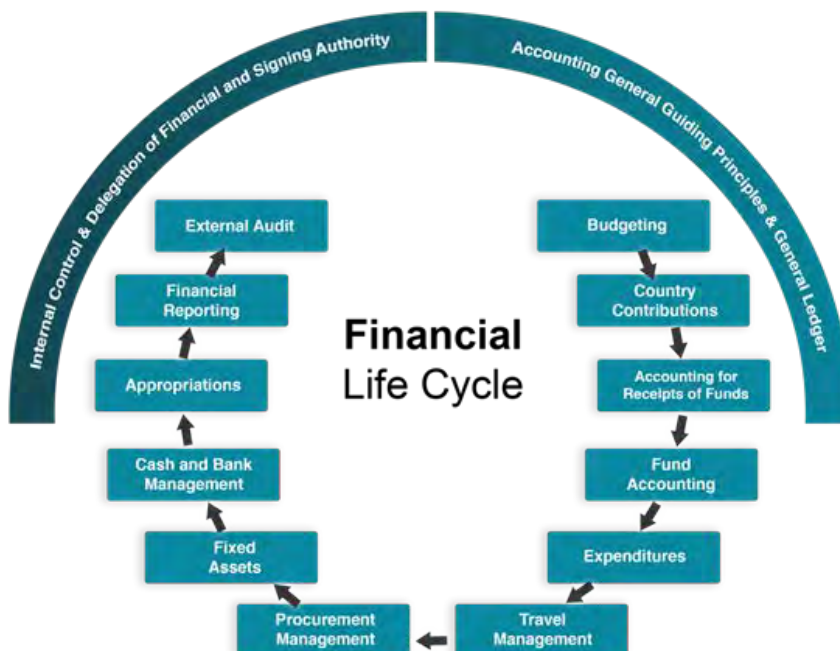 Internal Control & Delegation of Financial and Signing Authority
Accounting General Guiding Principles & General Ledger
Financial
Life Cycle
Budgeting
Country
Contributions
Accounting for
Receipts of Funds
Fund
Accounting
Expenditures
Travel
Management
Procurement
Management
Fixed
Assets
Cash and Bank
Management
Appropriations
Financial
Reporting
External Audit